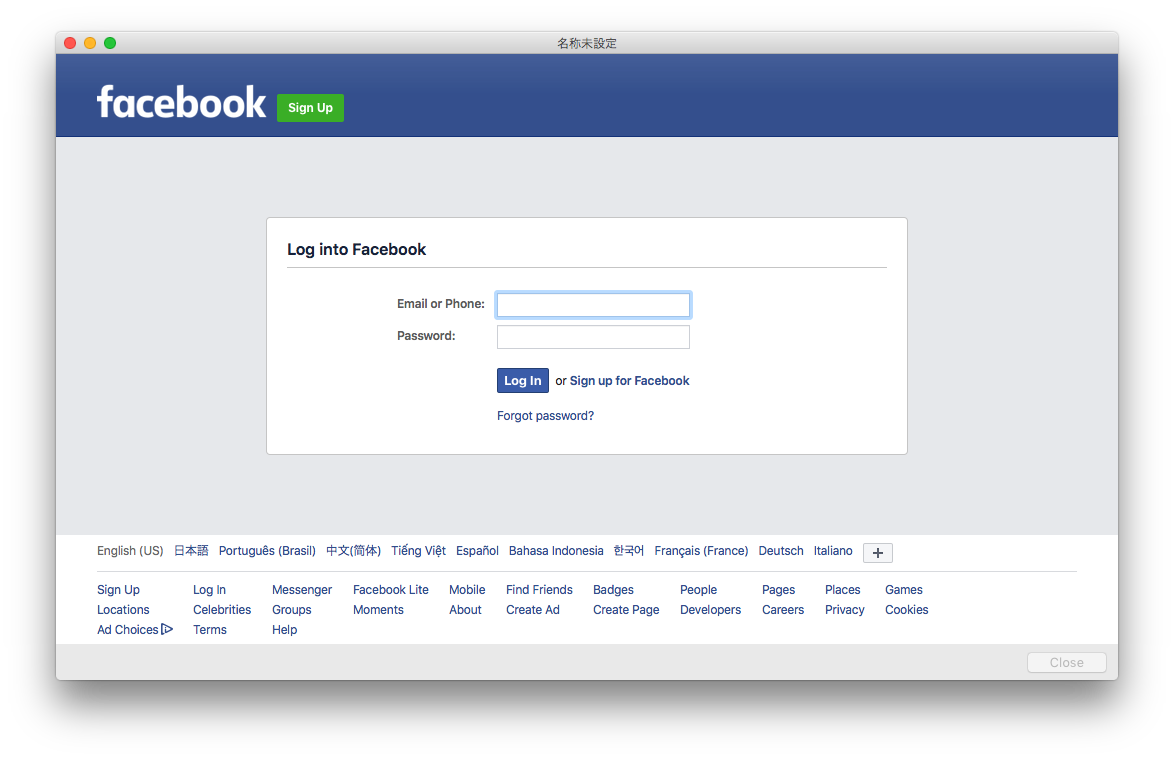 名称未設定
facebook Sign Up
Log into Facebook
Email or Phone:
Password:
Log In or Sign up for Facebook
Forgot password?
English (US) 日本語 Português (Brasil) 中文(简体) Tiếng Việt Español Bahasa Indonesia 한국어 Français (France) Deutsch Italiano +
Sign Up Log In Messenger Facebook Lite Mobile Find Friends Badges People Pages Places Games
Locations Celebrities Groups Moments About Create Ad Create Page Developers Careers Privacy Cookies
Ad Choices Terms Help
Close